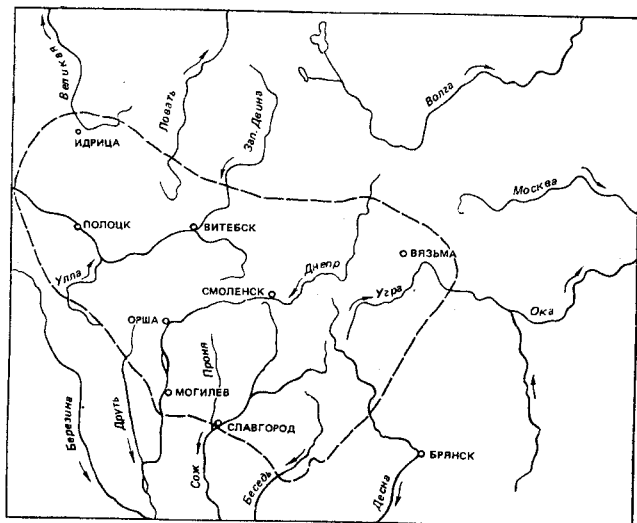 Великая
Ловать
Зап. Двина
Волга
ИДРИЦА
Москва
ПОЛОЦК
ВИТЕБСК
ВЯЗЬМА
Днепр
Улла
СМОЛЕНСК
Угра
Ока
ОРША
Проня
МОГИЛЕВ
Березина
Друть
СЛАВГОРОД
БРЯНСК
Сож
Беседь
Десна